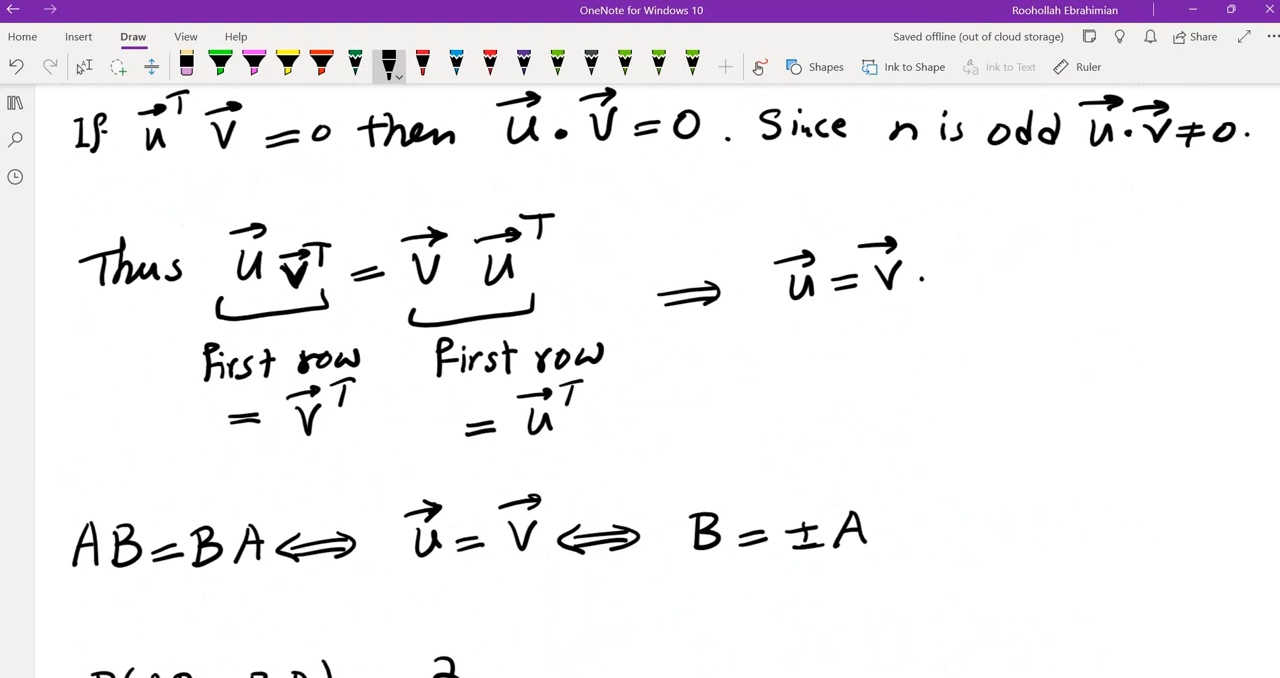 OneNote for Windows 10
Roohollah Ebrahimian
Home Insert Draw View Help
Saved offline (out of cloud storage)
Share
Shapes Ink to Shape Ink to Text Ruler
If u⃗ᵀ v⃗ = 0 then u⃗ • v⃗ = 0. Since n is odd u⃗ • v⃗ ≠ 0.
Thus u⃗ v⃗ᵀ = v⃗ u⃗ᵀ ⟹ u⃗ = v⃗.
First row First row
= v⃗ᵀ = u⃗ᵀ
AB = BA ⟺ u⃗ = v⃗ ⟺ B = ± A